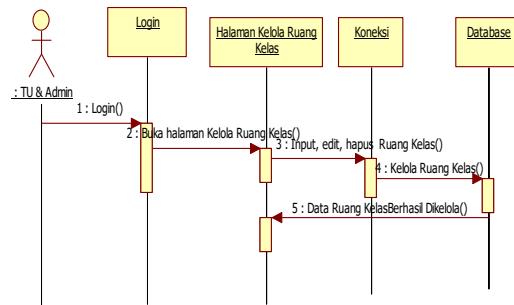 Login
Halaman Kelola Ruang
Kelas
Koneksi
Database
: TU & Admin
1 : Login()
2 : Buka halaman Kelola Ruang Kelas()
3 : Input, edit, hapus Ruang Kelas()
4 : Kelola Ruang Kelas()
5 : Data Ruang KelasBerhasil Dikelola()